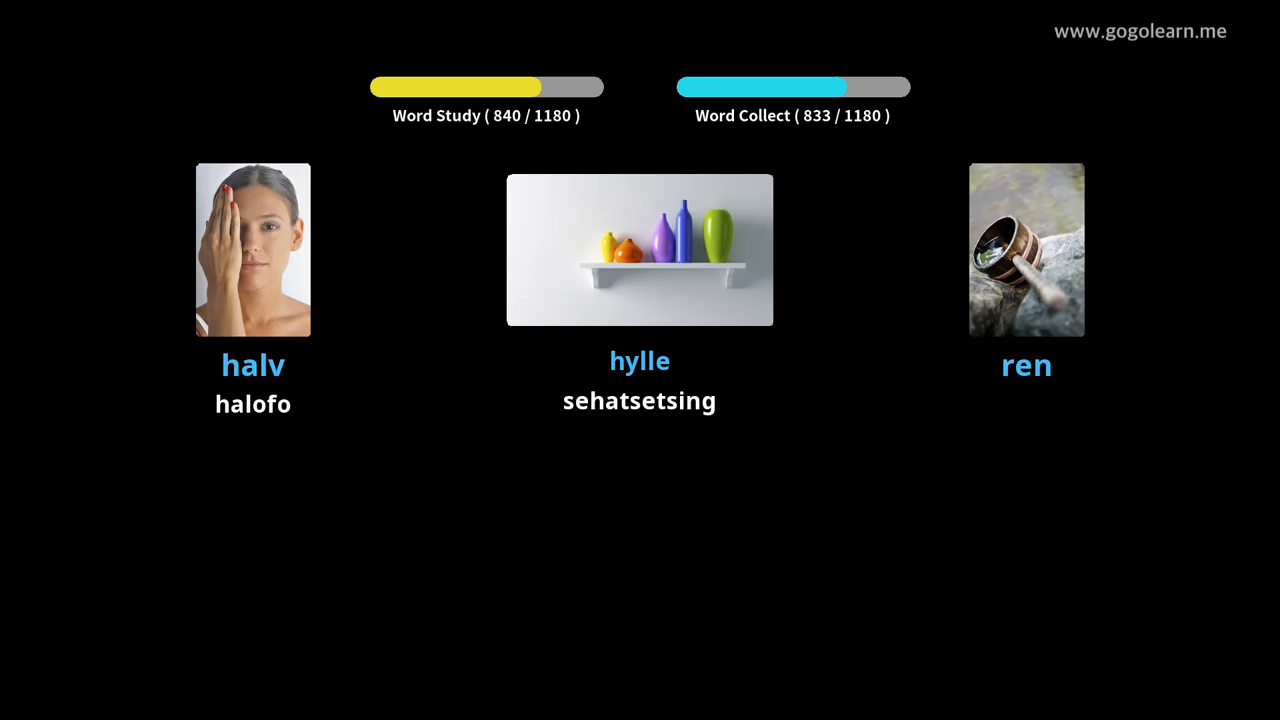 www.gogolearn.me
Word Study ( 840 / 1180 )
Word Collect ( 833 / 1180 )
halv
halofo
hylle
sehatsetsing
ren